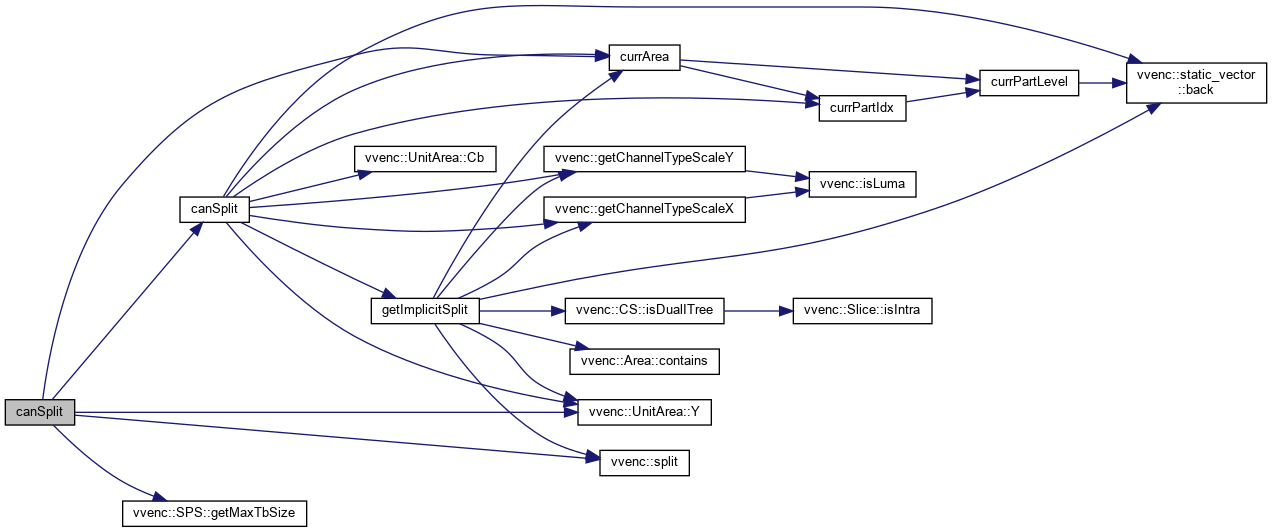 currArea
vvenc::static_vector
::back
currPartLevel
currPartIdx
vvenc::UnitArea::Cb
vvenc::getChannelTypeScaleY
vvenc::isLuma
canSplit
vvenc::getChannelTypeScaleX
getImplicitSplit
vvenc::CS::isDualITree
vvenc::Slice::isIntra
vvenc::Area::contains
canSplit
vvenc::UnitArea::Y
vvenc::split
vvenc::SPS::getMaxTbSize